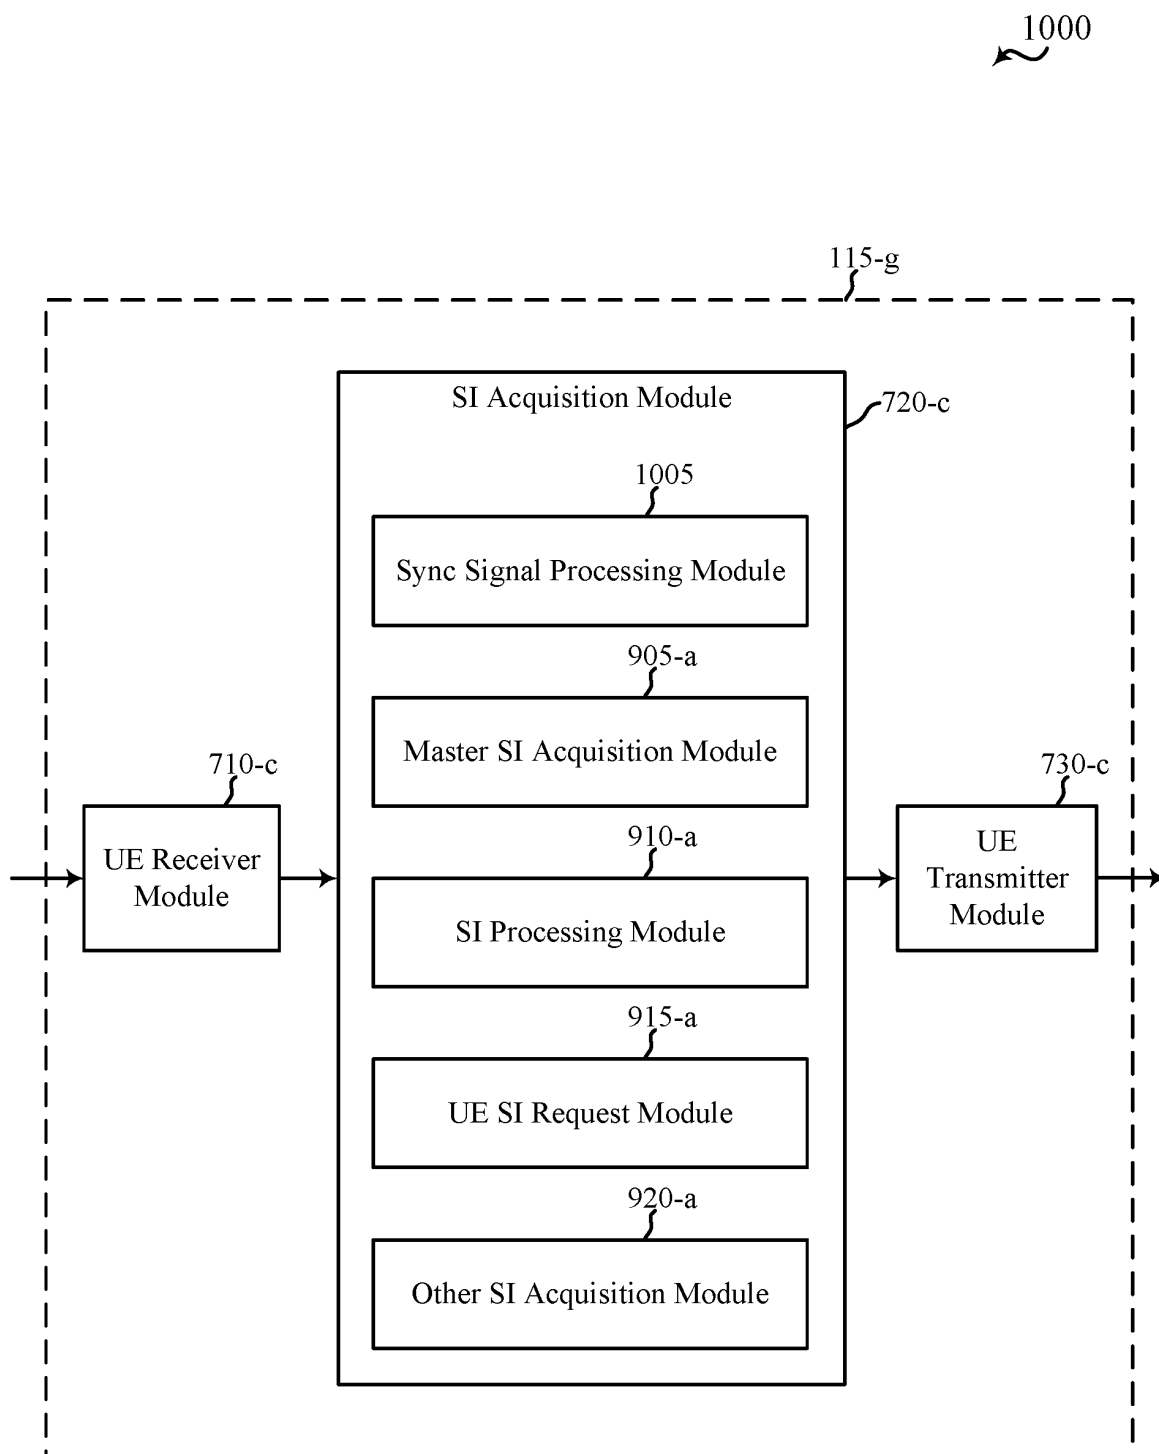 1000
115-g
SI Acquisition Module
720-c
1005
Sync Signal Processing Module
905-a
Master SI Acquisition Module
710-c
UE Receiver
Module
910-a
SI Processing Module
730-c
UE
Transmitter
Module
915-a
UE SI Request Module
920-a
Other SI Acquisition Module